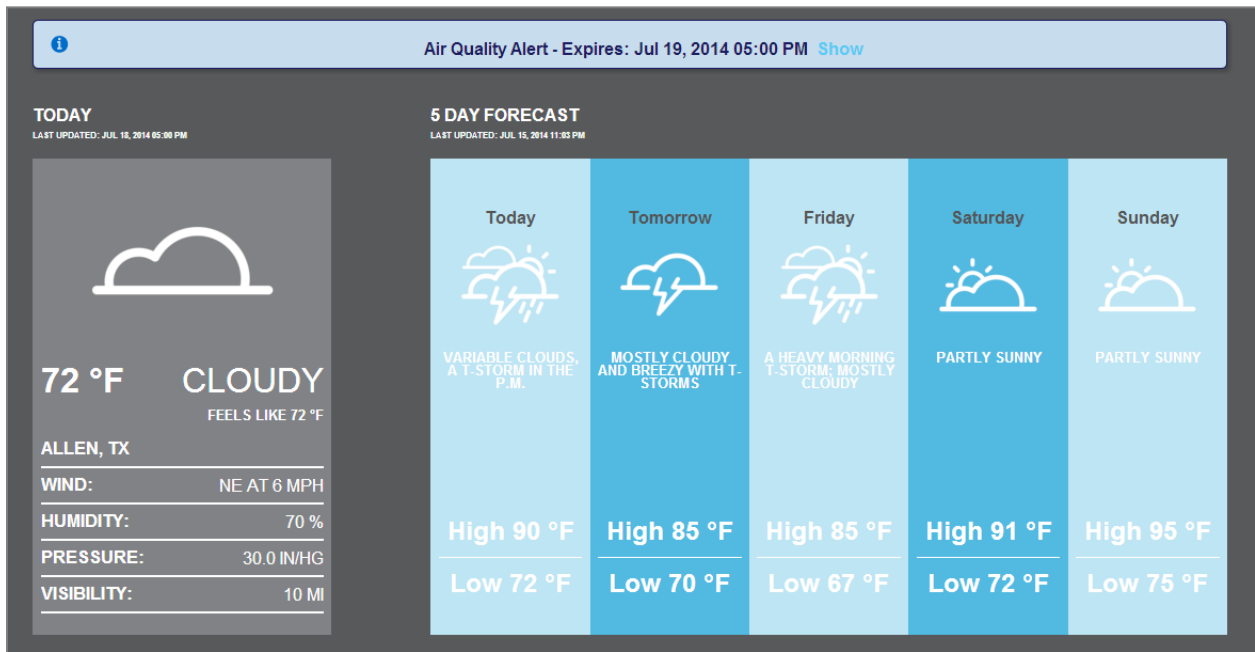 Air Quality Alert - Expires: Jul 19, 2014 05:00 PM Show
TODAY
LAST UPDATED: JUL 18, 2014 05:00 PM
72 °F
CLOUDY
FEELS LIKE 72 °F
ALLEN, TX
WIND: NE AT 6 MPH
HUMIDITY: 70 %
PRESSURE: 30.0 IN/HG
VISIBILITY: 10 MI
5 DAY FORECAST
LAST UPDATED: JUL 15, 2014 11:03 PM
Today
VARIABLE CLOUDS,
A T-STORM IN THE
P.M.
High 90 °F
Low 72 °F
Tomorrow
MOSTLY CLOUDY
AND BREEZY WITH T-
STORMS
High 85 °F
Low 70 °F
Friday
A HEAVY MORNING
T-STORM; MOSTLY
CLOUDY
High 85 °F
Low 67 °F
Saturday
PARTLY SUNNY
High 91 °F
Low 72 °F
Sunday
PARTLY SUNNY
High 95 °F
Low 75 °F